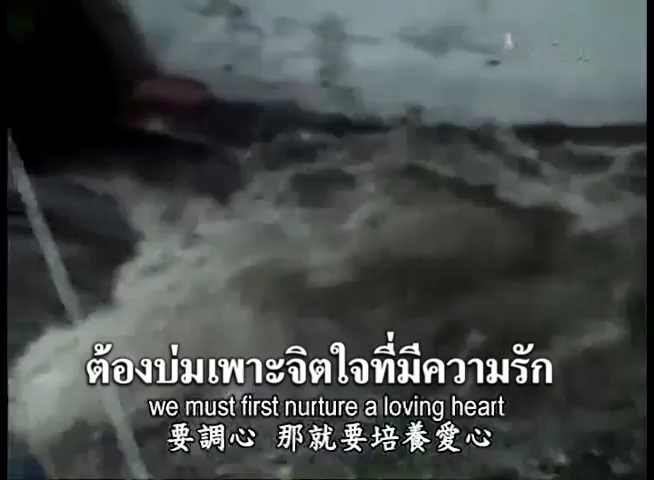 ต้องบ่มเพาะจิตใจที่มีความรัก
we must first nurture a loving heart
要調心 那就要培養愛心